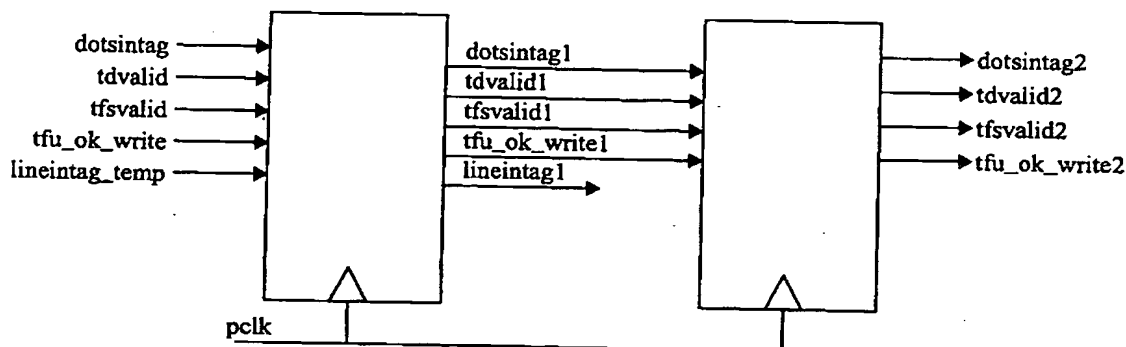 dotsintag
tdvalid
tfsvalid
tfu_ok_write
lineintag_temp
dotsintag1
tdvalid1
tfsvalid1
tfu_ok_write1
lineintag1
dotsintag2
tdvalid2
tfsvalid2
tfu_ok_write2
pclk